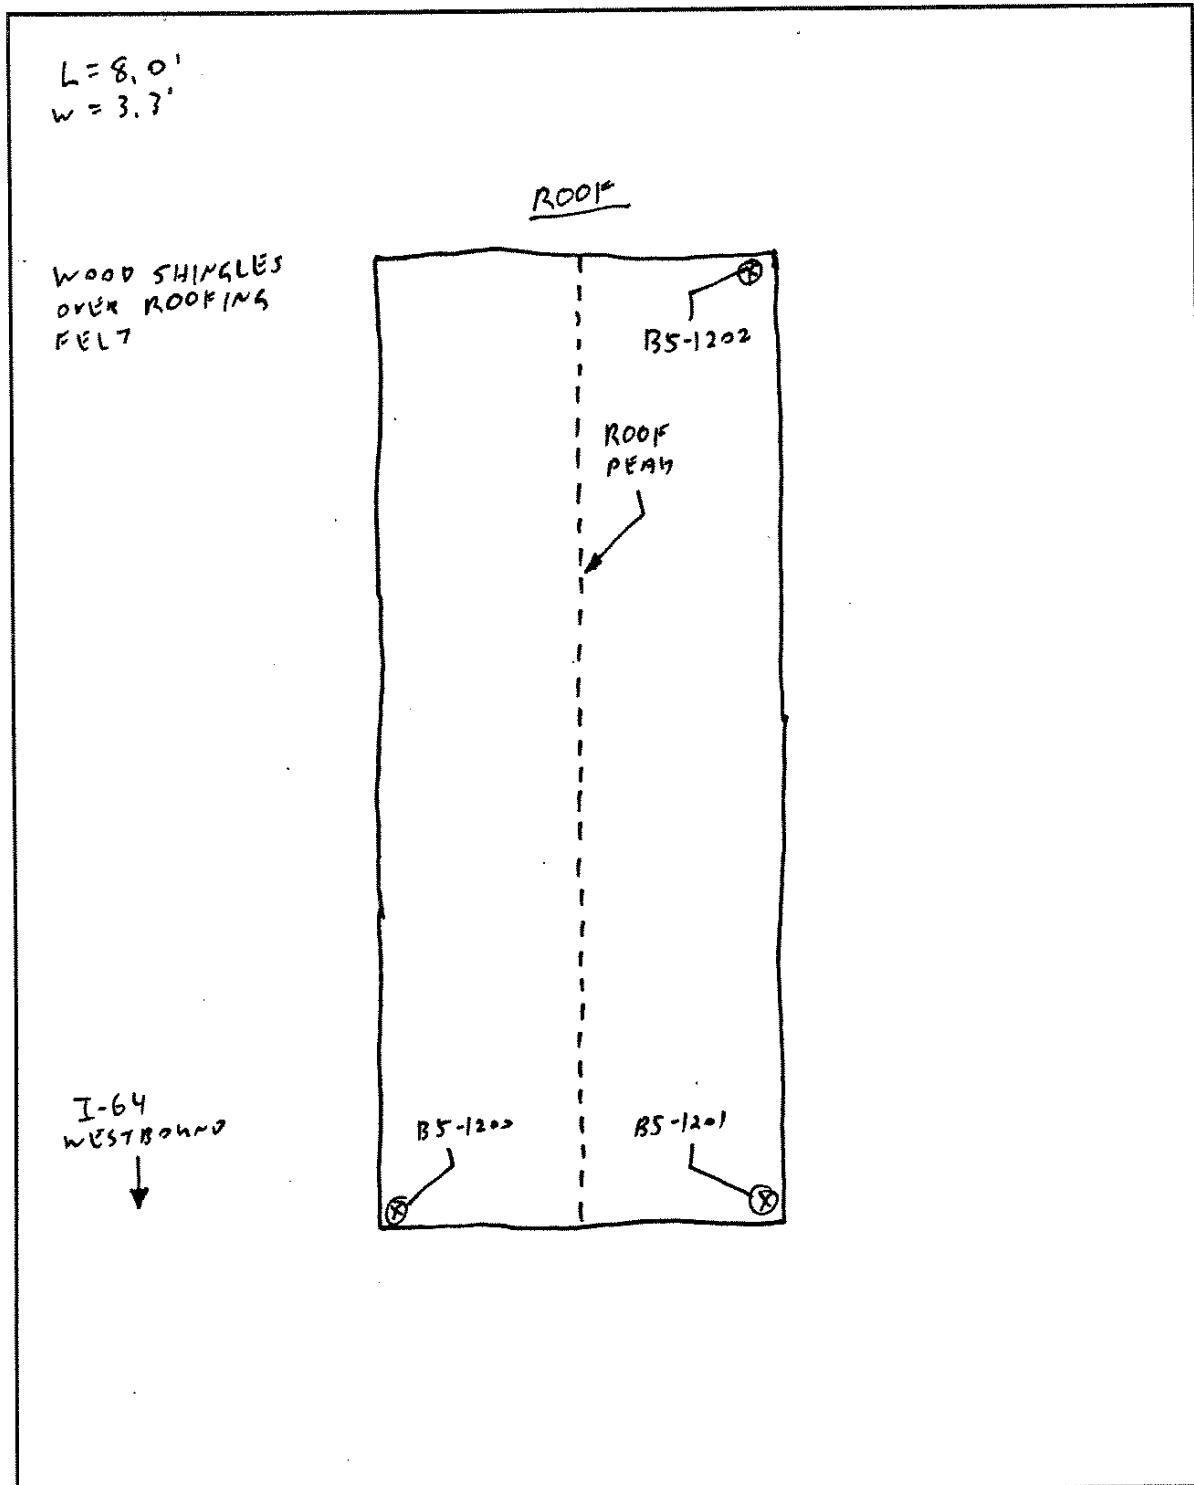 L = 8.0'
W = 3.3'
ROOF
WOOD SHINGLES
OVER ROOFING
FELT
B5-1202
ROOF
PEAK
I-64
WESTBOUND
B5-1200
B5-1201